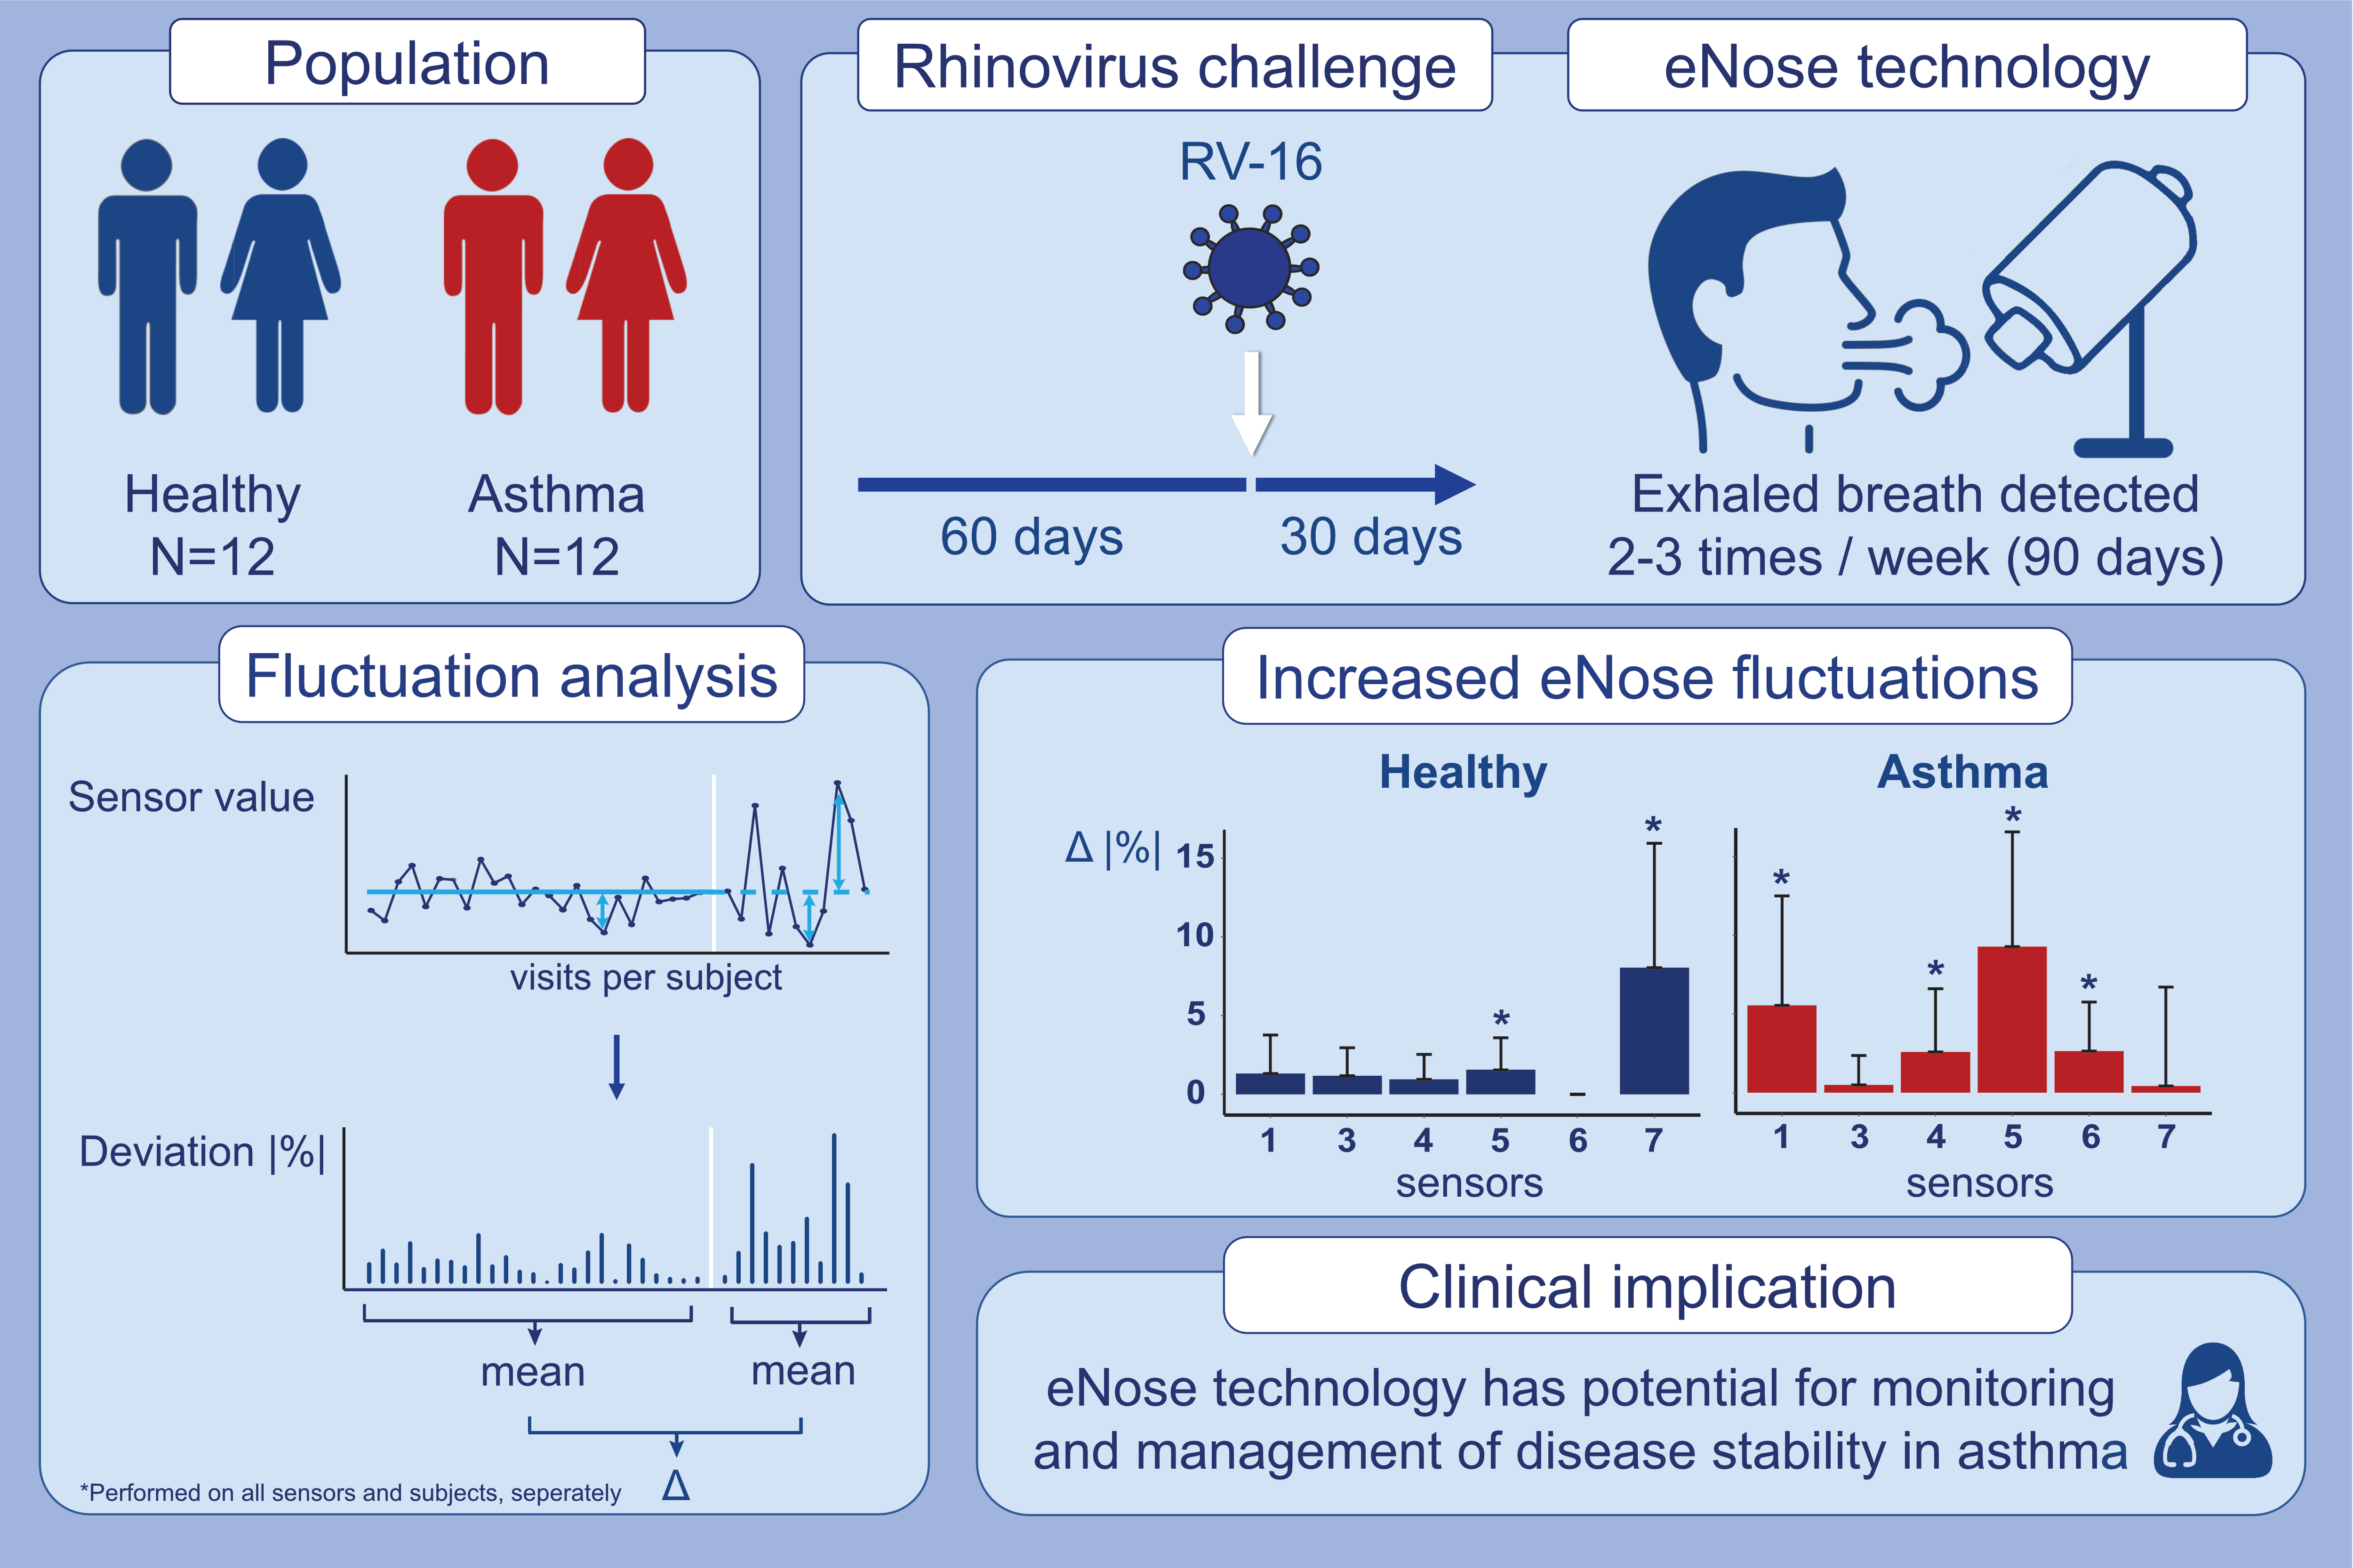 Population
Healthy
N=12
Asthma
N=12
Rhinovirus challenge
RV-16
60 days
30 days
eNose technology
Exhaled breath detected
2-3 times / week (90 days)
Fluctuation analysis
Sensor value
visits per subject
Deviation |%|
mean
mean
Δ
*Performed on all sensors and subjects, seperately
Increased eNose fluctuations
Healthy
Δ |%|
15
10
5
0
*
*
1 3 4 5 6 7
sensors
Asthma
*
*
*
*
1 3 4 5 6 7
sensors
Clinical implication
eNose technology has potential for monitoring
and management of disease stability in asthma